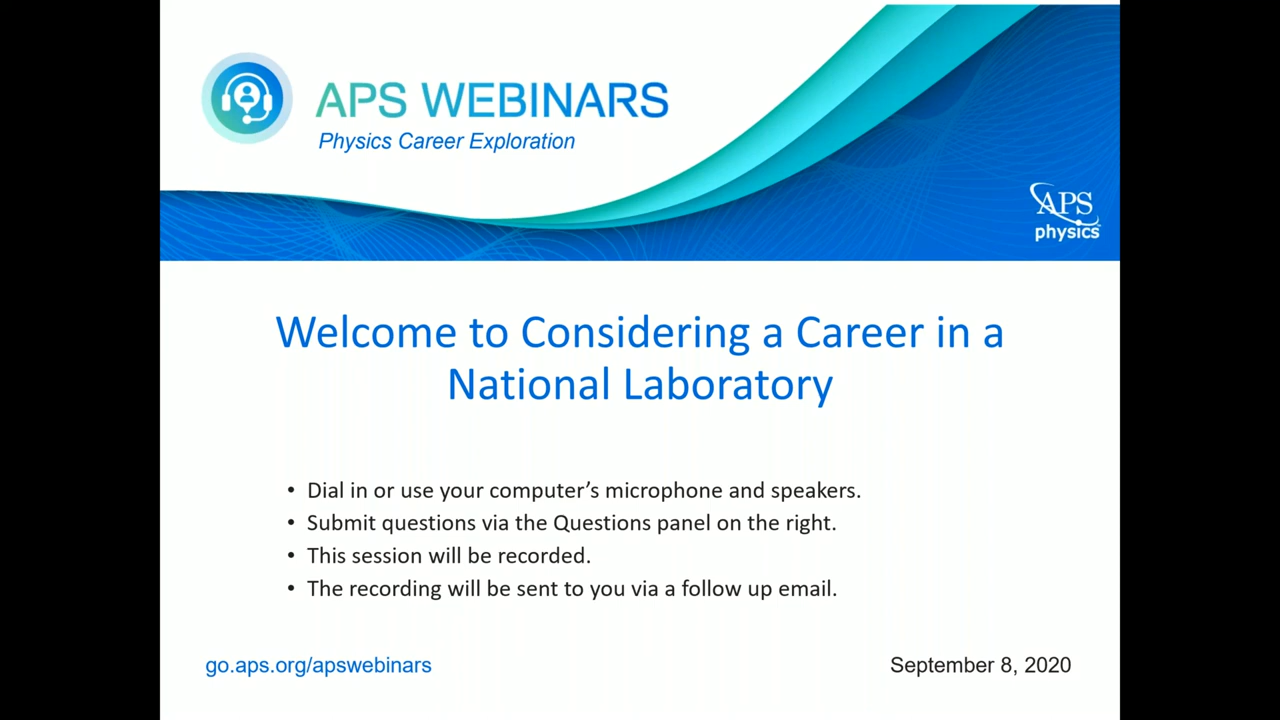 APS WEBINARS
Physics Career Exploration
APS
physics
Welcome to Considering a Career in a
National Laboratory
• Dial in or use your computer’s microphone and speakers.
• Submit questions via the Questions panel on the right.
• This session will be recorded.
• The recording will be sent to you via a follow up email.
go.aps.org/apswebinars
September 8, 2020